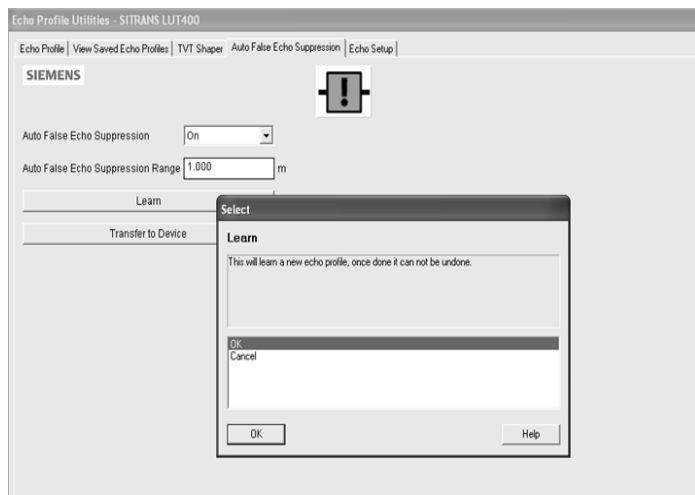 Echo Profile Utilities - SITRANS LUT400
Echo Profile View Saved Echo Profiles TVT Shaper Auto False Echo Suppression Echo Setup
SIEMENS
!
Auto False Echo Suppression On
Auto False Echo Suppression Range 1.000 m
Learn
Transfer to Device
Select
Learn
This will learn a new echo profile, once done it can not be undone.
OK
Cancel
OK Help